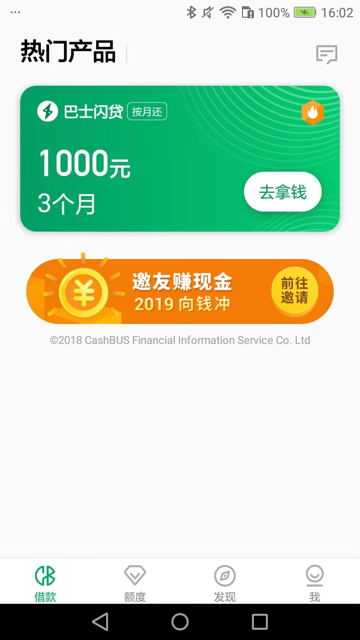 100% 16:02
热门产品
巴士闪贷 按月还
1000元
3个月
去拿钱
邀友赚现金
2019 向钱冲
前往
邀请
©2018 CashBUS Financial Information Service Co. Ltd
借款 额度 发现 我